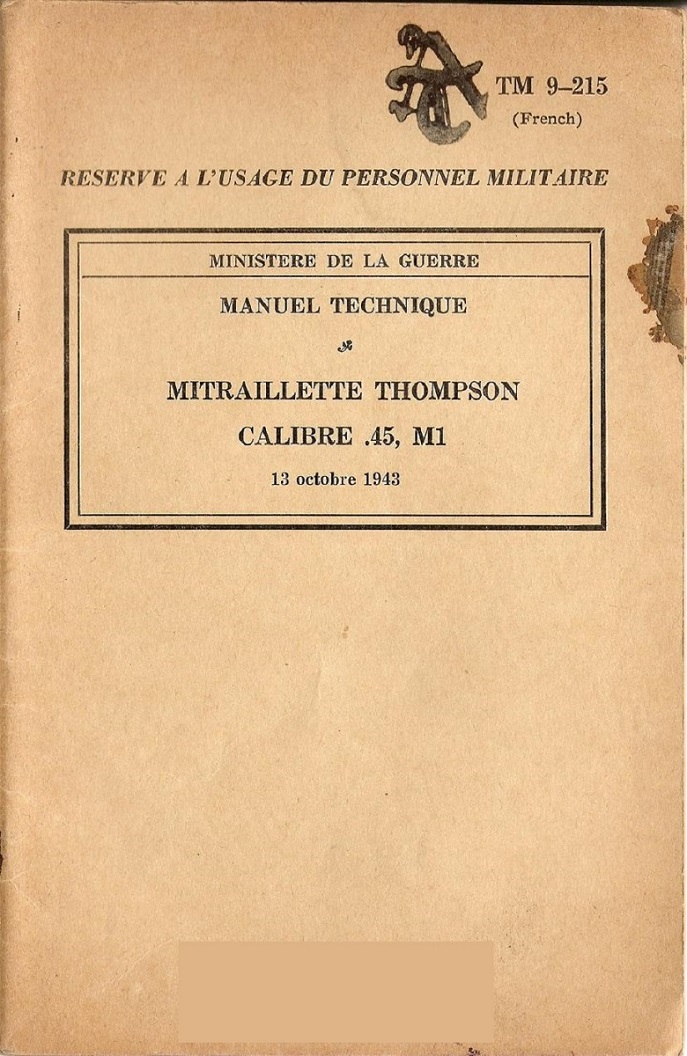 TM 9–215
(French)
RESERVE A L'USAGE DU PERSONNEL MILITAIRE
MINISTERE DE LA GUERRE
MANUEL TECHNIQUE
MITRAILLETTE THOMPSON
CALIBRE .45, M1
13 octobre 1943